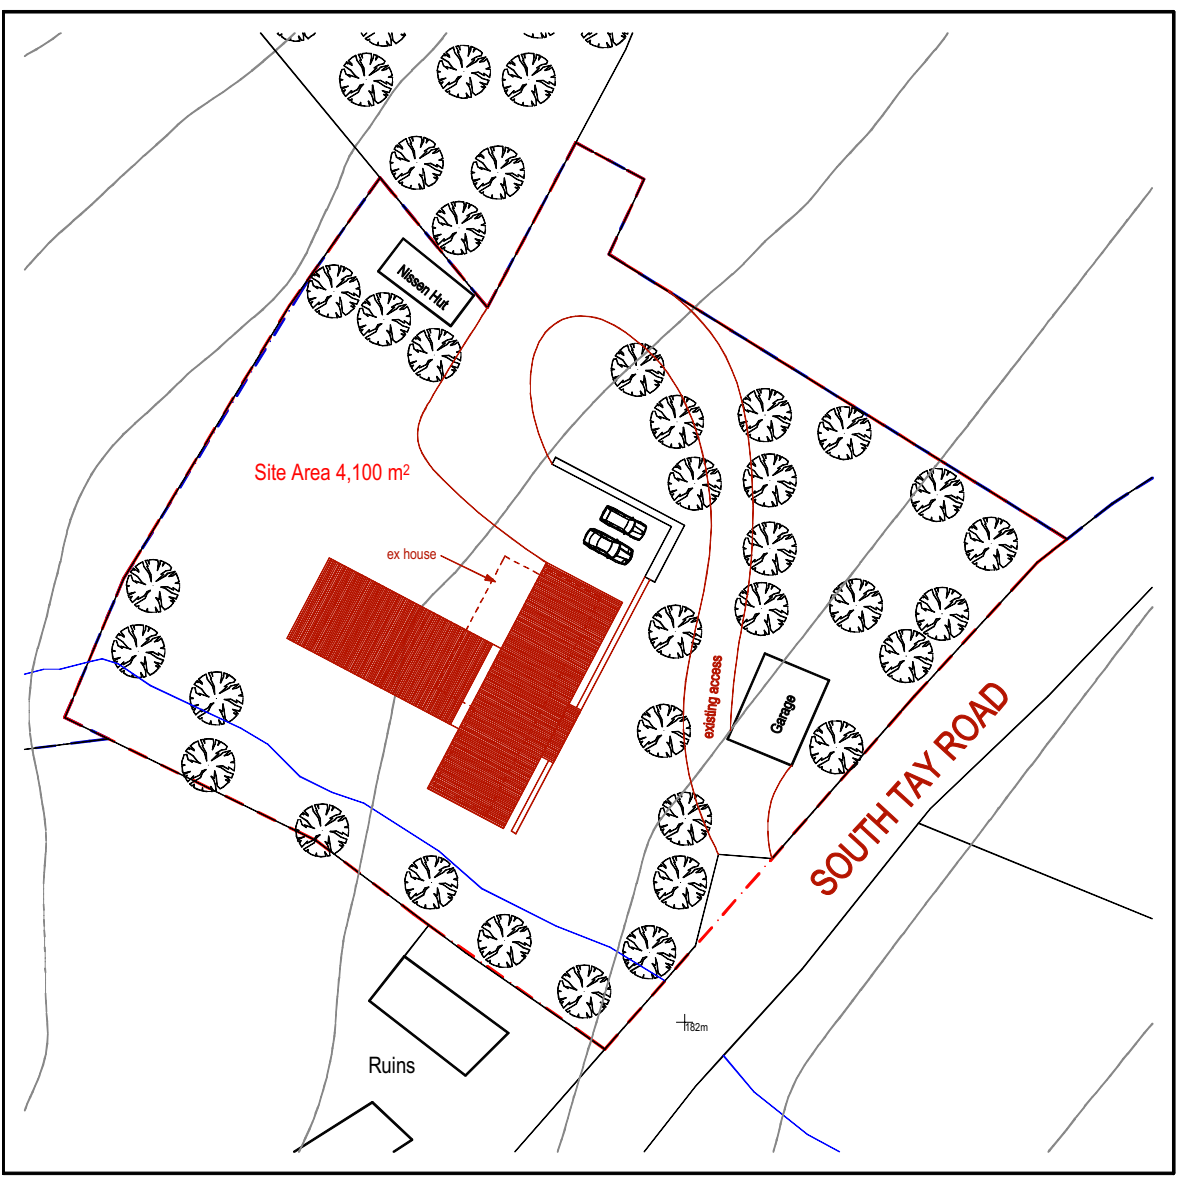 Nissen Hut
Site Area 4,100 m²
ex house
existing access
Garage
SOUTH TAY ROAD
182m
Ruins